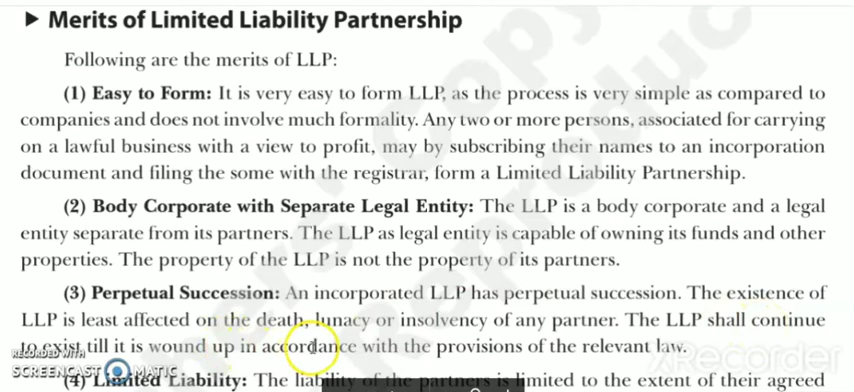 ▶ Merits of Limited Liability Partnership
Following are the merits of LLP:
(1) Easy to Form: It is very easy to form LLP, as the process is very simple as compared to
companies and does not involve much formality. Any two or more persons, associated for carrying
on a lawful business with a view to profit, may by subscribing their names to an incorporation
document and filing the some with the registrar, form a Limited Liability Partnership.
(2) Body Corporate with Separate Legal Entity: The LLP is a body corporate and a legal
entity separate from its partners. The LLP as legal entity is capable of owning its funds and other
properties. The property of the LLP is not the property of its partners.
(3) Perpetual Succession: An incorporated LLP has perpetual succession. The existence of
LLP is least affected on the death, lunacy or insolvency of any partner. The LLP shall continue
to exist till it is wound up in accordance with the provisions of the relevant law.
(4) Limited Liability: The liability of the partners is limited to the extent of their agreed
RECORDED WITH
SCREENCAST MATIC
XRecorder